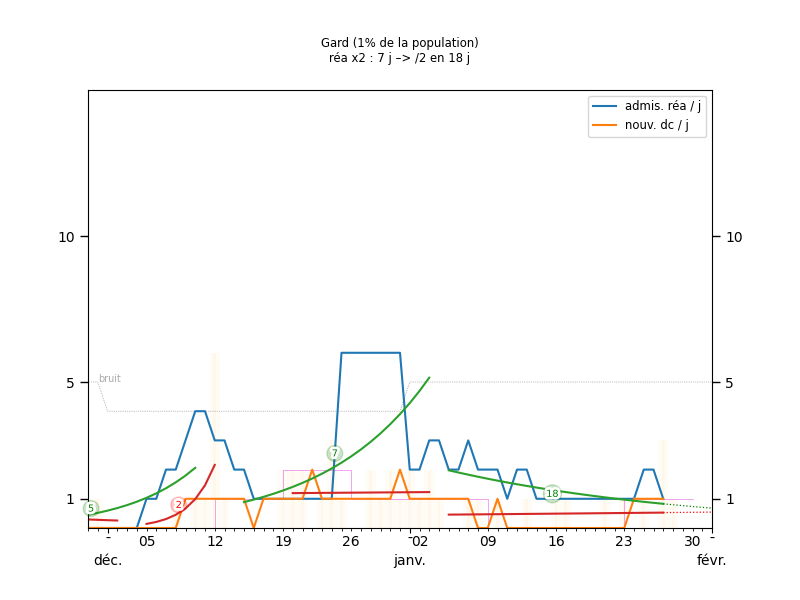 Gard (1% de la population)
réa x2 : 7 j –> /2 en 18 j
admis. réa / j
nouv. dc / j
10
10
bruit
5
5
7
18
1
1
5
2
05
12
19
26
02
09
16
23
30
déc.
janv.
févr.